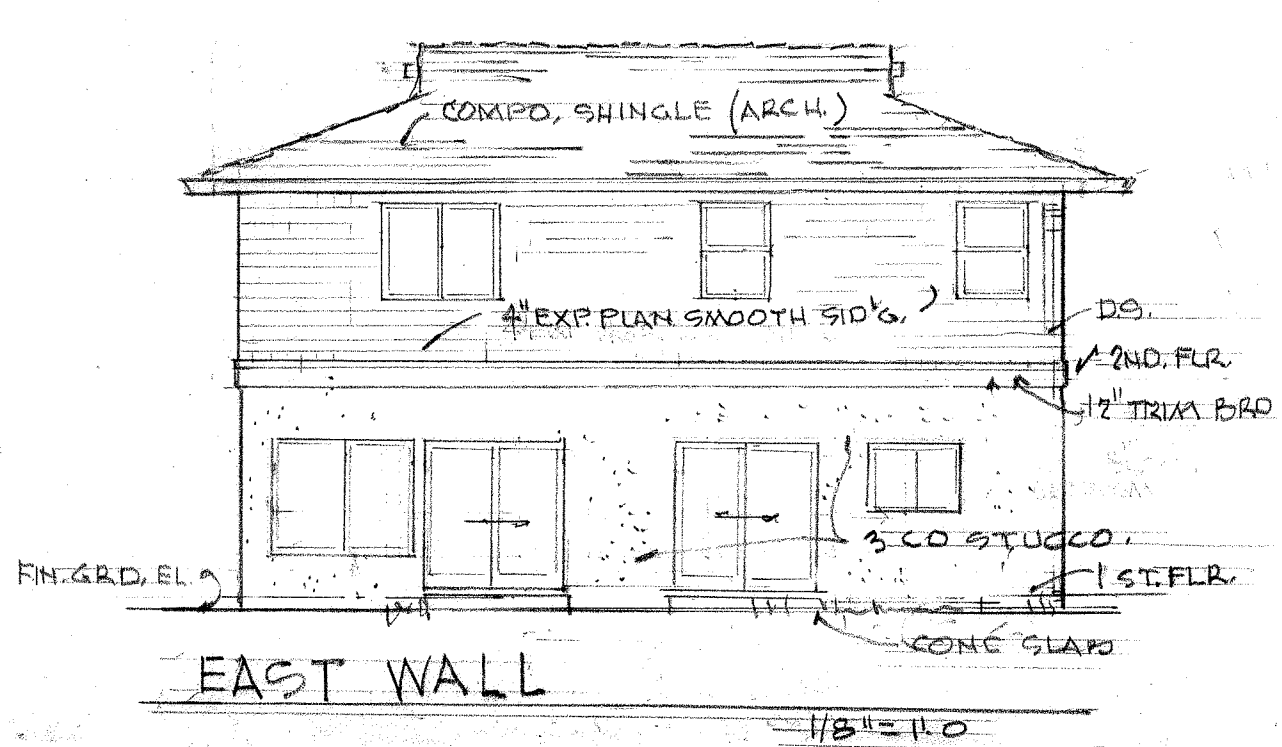 COMPO, SHINGLE (ARCH.)
4" EXP. PLAN SMOOTH SID'G.
DS.
2ND. FLR.
12" TRIM BRD
3 CO STUCCO.
FIN. GRD. EL.
1 ST. FLR.
CONC SLAB
EAST WALL
1/8" = 1'.0